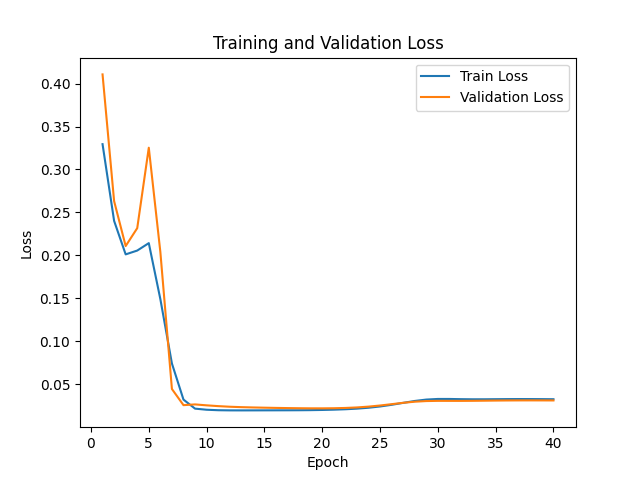 Training and Validation Loss
Train Loss
Validation Loss
0.40
0.35
0.30
0.25
0.20
0.15
0.10
0.05
Loss
0 5 10 15 20 25 30 35 40
Epoch